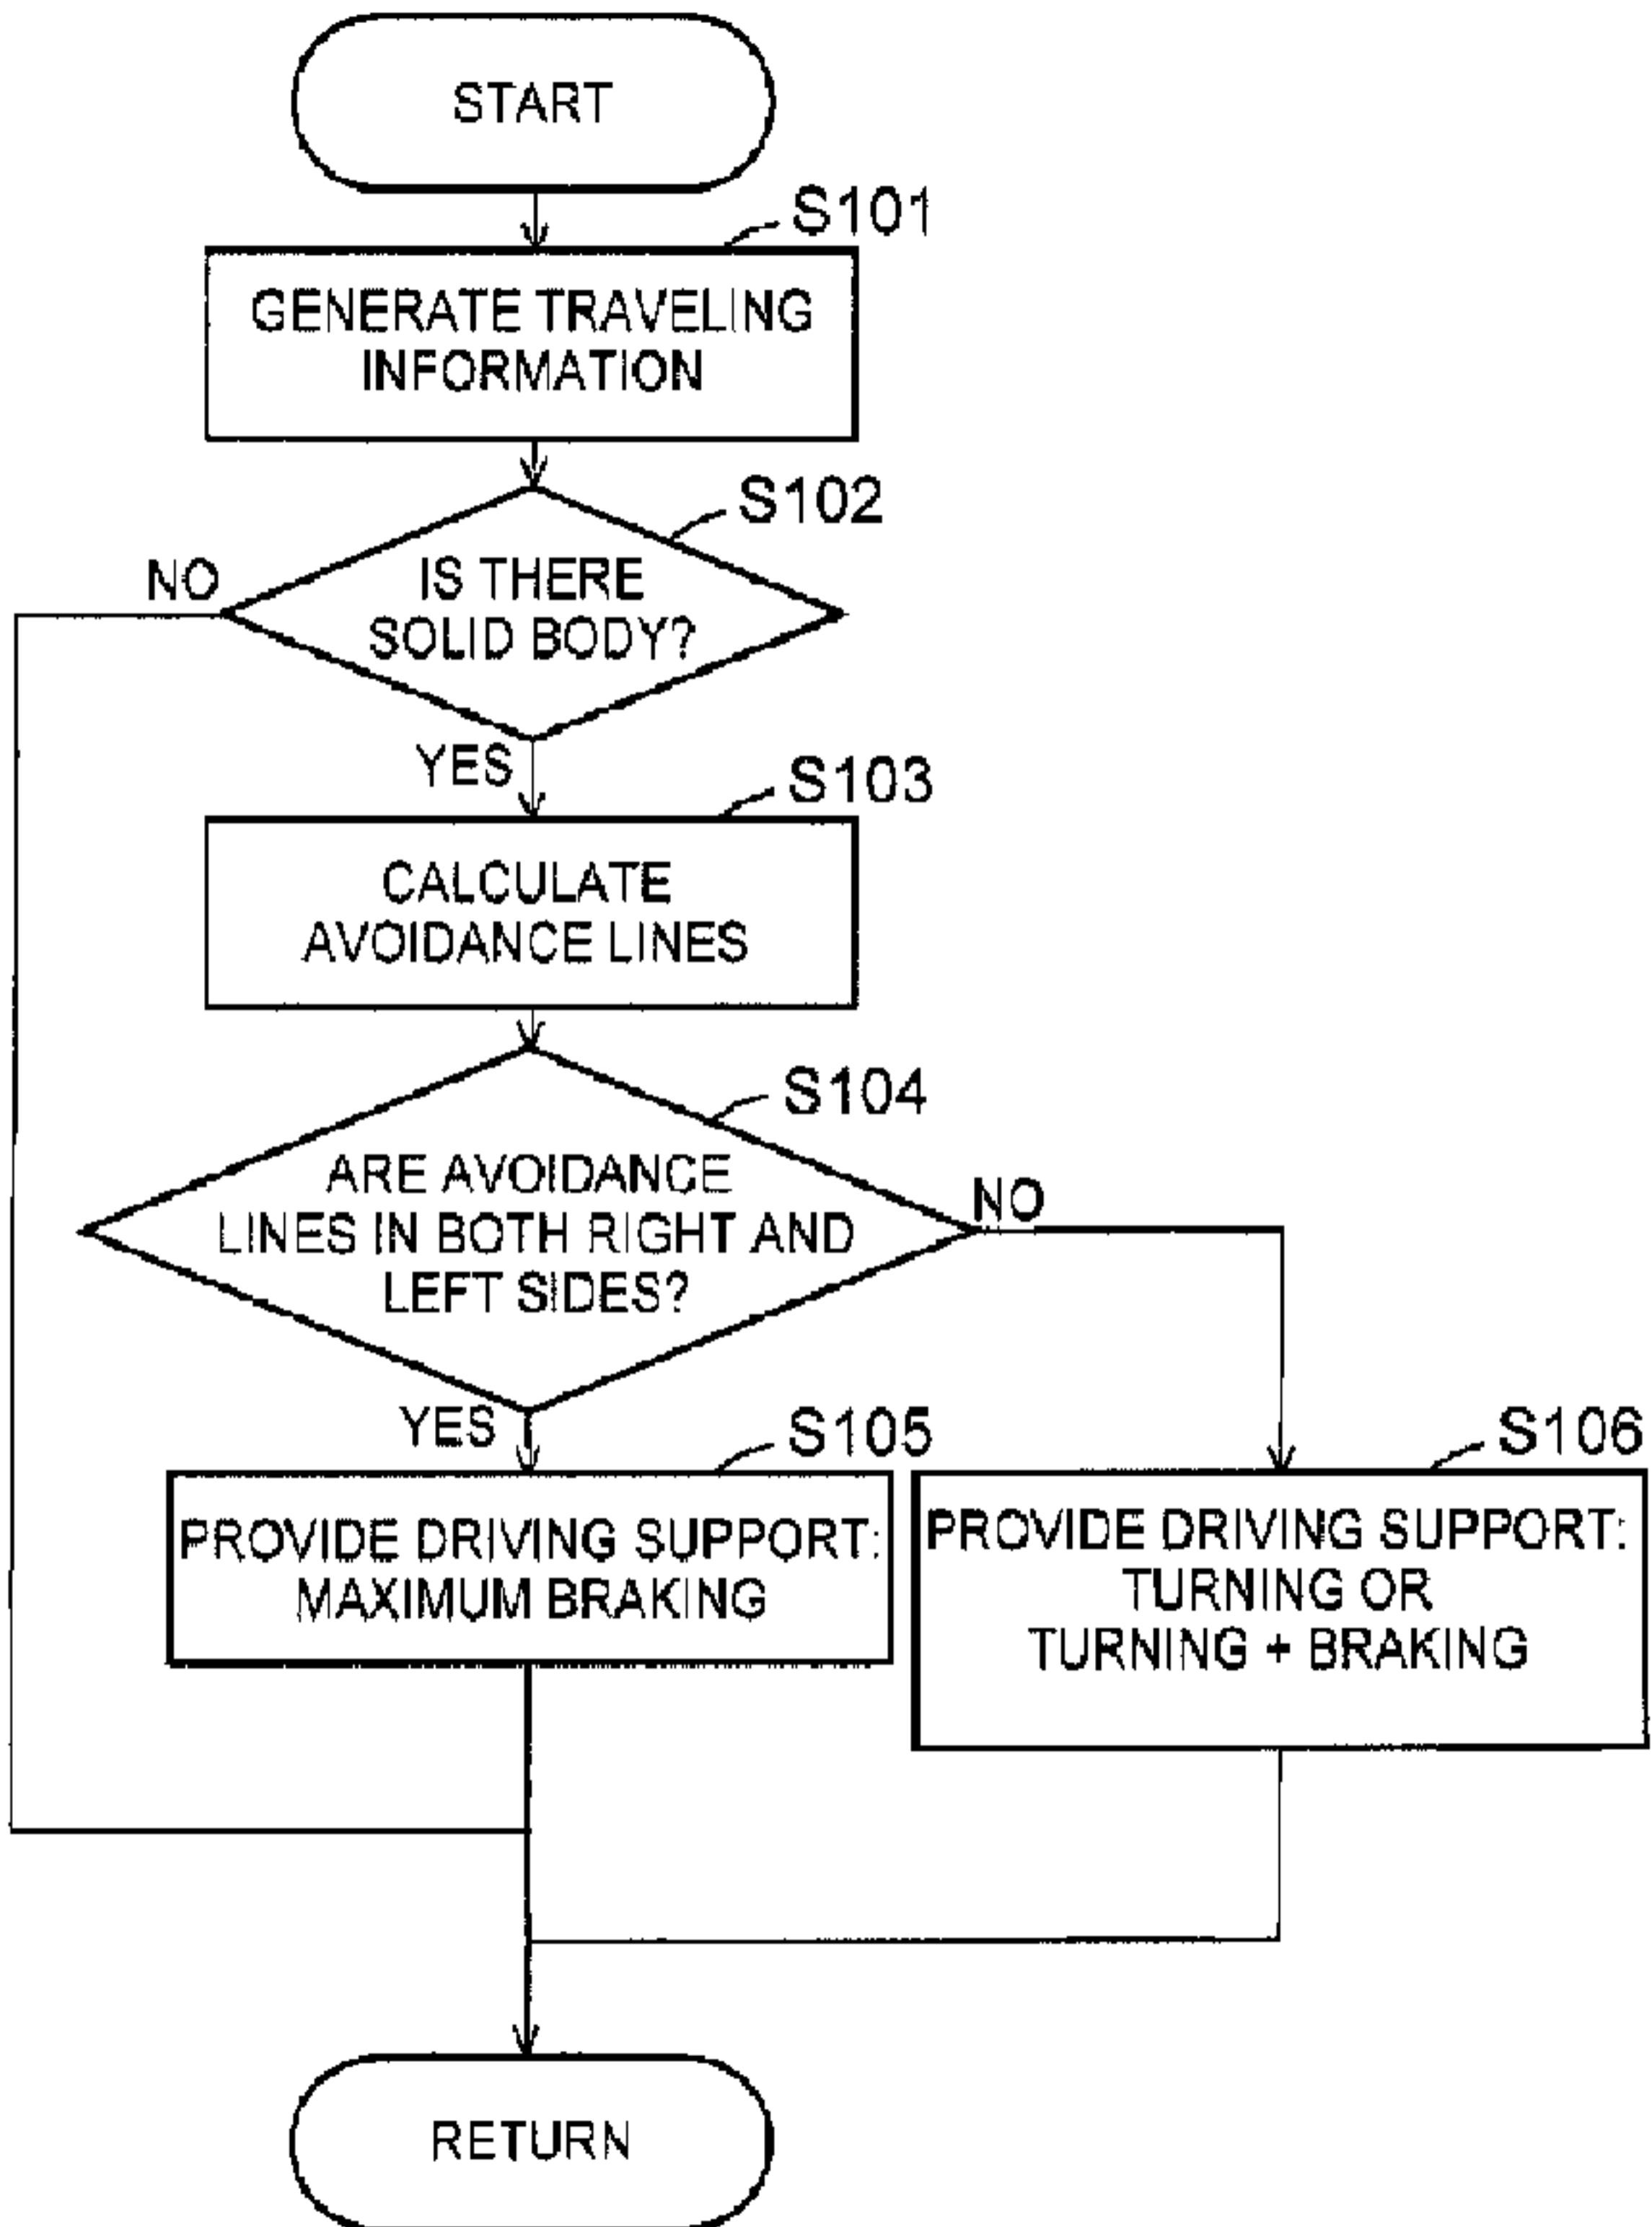 START
S101
GENERATE TRAVELING
INFORMATION
S102
NO
IS THERE
SOLID BODY?
YES
S103
CALCULATE
AVOIDANCE LINES
S104
ARE AVOIDANCE
LINES IN BOTH RIGHT AND
LEFT SIDES?
NO
YES
S105
PROVIDE DRIVING SUPPORT:
MAXIMUM BRAKING
S106
PROVIDE DRIVING SUPPORT:
TURNING OR
TURNING + BRAKING
RETURN